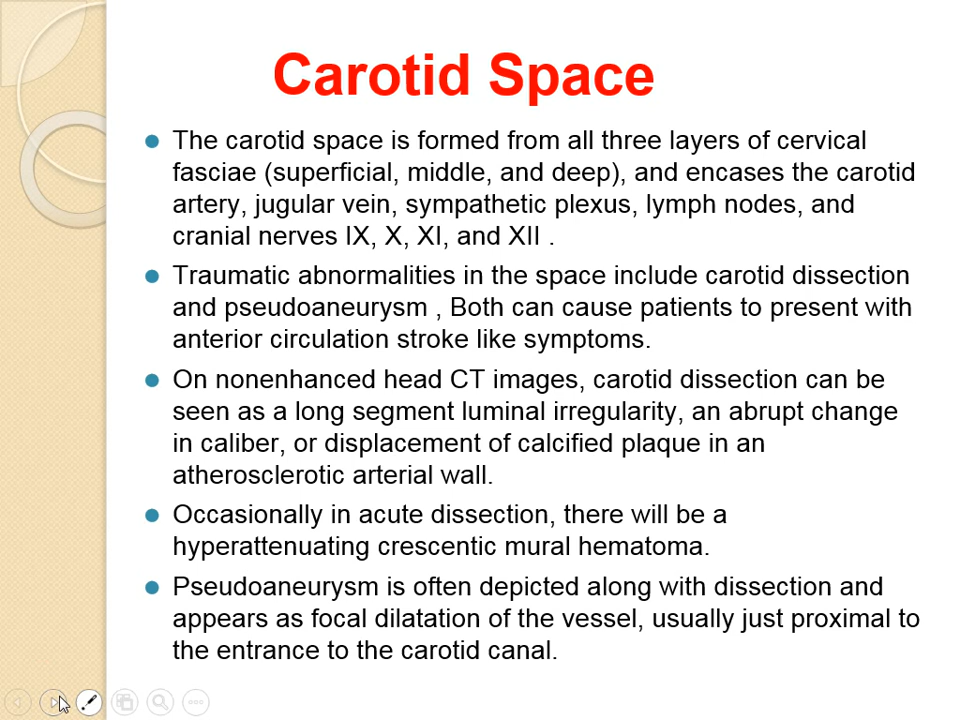 Carotid Space
The carotid space is formed from all three layers of cervical
fasciae (superficial, middle, and deep), and encases the carotid
artery, jugular vein, sympathetic plexus, lymph nodes, and
cranial nerves IX, X, XI, and XII .
Traumatic abnormalities in the space include carotid dissection
and pseudoaneurysm , Both can cause patients to present with
anterior circulation stroke like symptoms.
On nonenhanced head CT images, carotid dissection can be
seen as a long segment luminal irregularity, an abrupt change
in caliber, or displacement of calcified plaque in an
atherosclerotic arterial wall.
Occasionally in acute dissection, there will be a
hyperattenuating crescentic mural hematoma.
Pseudoaneurysm is often depicted along with dissection and
appears as focal dilatation of the vessel, usually just proximal to
the entrance to the carotid canal.